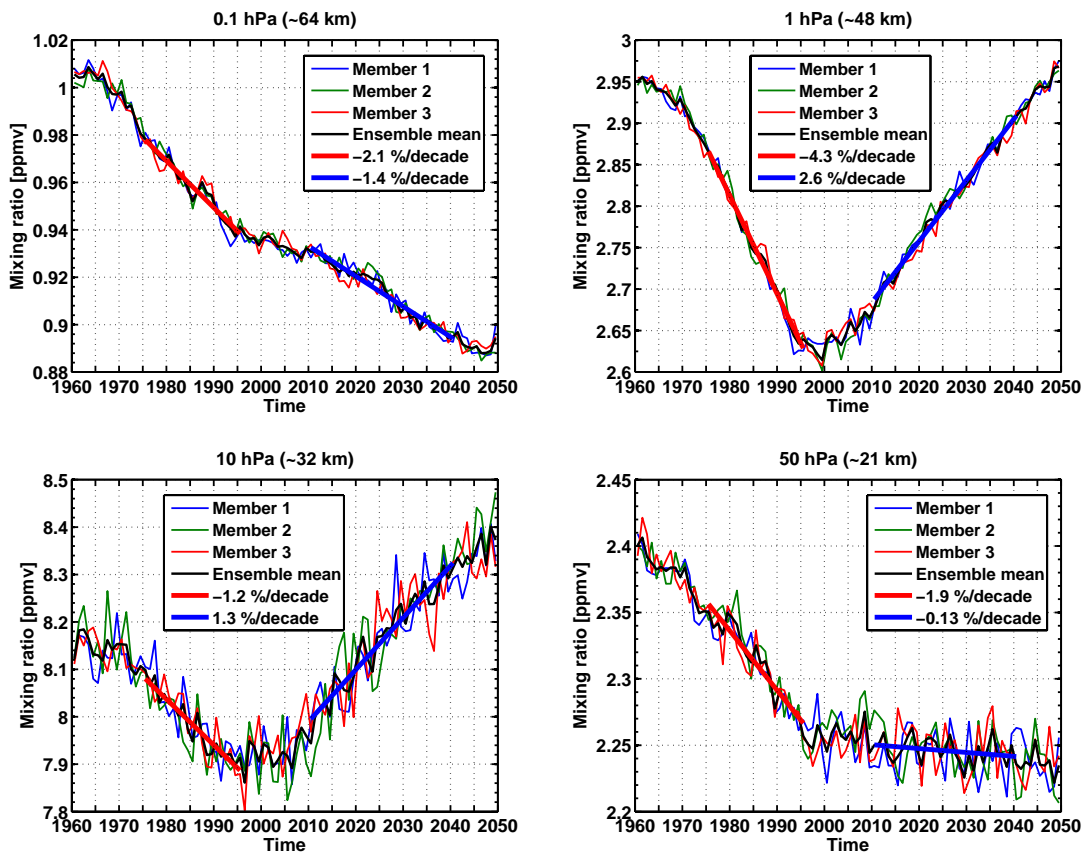 0.1 hPa (~64 km)
1.02
1
0.98
0.96
0.94
0.92
0.9
0.88
Mixing ratio [ppmv]
Member 1
Member 2
Member 3
Ensemble mean
−2.1 %/decade
−1.4 %/decade
1960 1970 1980 1990 2000 2010 2020 2030 2040 2050
Time
1 hPa (~48 km)
3
2.95
2.9
2.85
2.8
2.75
2.7
2.65
2.6
Mixing ratio [ppmv]
Member 1
Member 2
Member 3
Ensemble mean
−4.3 %/decade
2.6 %/decade
1960 1970 1980 1990 2000 2010 2020 2030 2040 2050
Time
10 hPa (~32 km)
8.5
8.4
8.3
8.2
8.1
8
7.9
7.8
Mixing ratio [ppmv]
Member 1
Member 2
Member 3
Ensemble mean
−1.2 %/decade
1.3 %/decade
1960 1970 1980 1990 2000 2010 2020 2030 2040 2050
Time
50 hPa (~21 km)
2.45
2.4
2.35
2.3
2.25
2.2
Mixing ratio [ppmv]
Member 1
Member 2
Member 3
Ensemble mean
−1.9 %/decade
−0.13 %/decade
1960 1970 1980 1990 2000 2010 2020 2030 2040 2050
Time